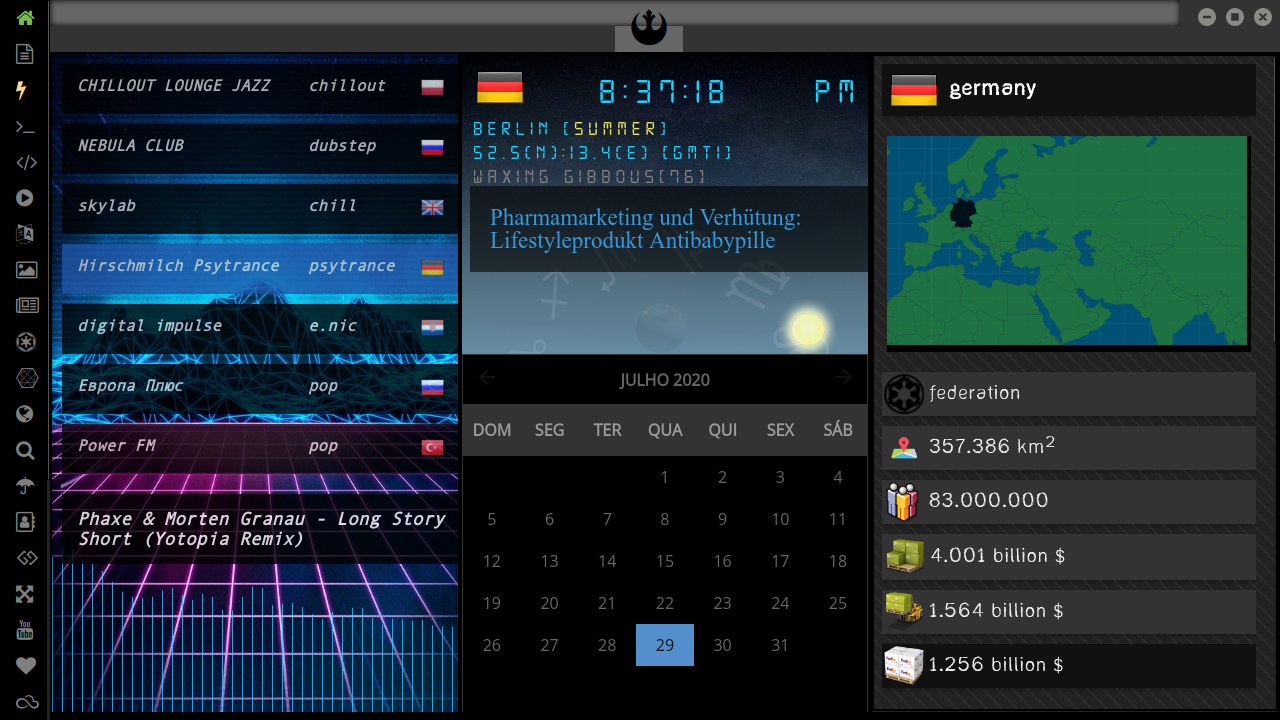 CHILLOUT LOUNGE JAZZ chillout
NEBULA CLUB dubstep
skylab chill
Hirschmilch Psytrance psytrance
digital impulse e.nic
Европа Плюс pop
Power FM pop
Phaxe & Morten Granau - Long Story
Short (Yotopia Remix)
You
Tube
8:37:18 PM
BERLIN (SUMMER)
52.5(N):13.4(E) (GMT1)
WAXING GIBBOUS(76)
Pharmamarketing und Verhütung:
Lifestyleprodukt Antibabypille
JULHO 2020
DOM SEG TER QUA QUI SEX SÁB
1 2 3 4
5 6 7 8 9 10 11
12 13 14 15 16 17 18
19 20 21 22 23 24 25
26 27 28 29 30 31
germany
federation
357.386 km²
83.000.000
4.001 billion $
1.564 billion $
1.256 billion $